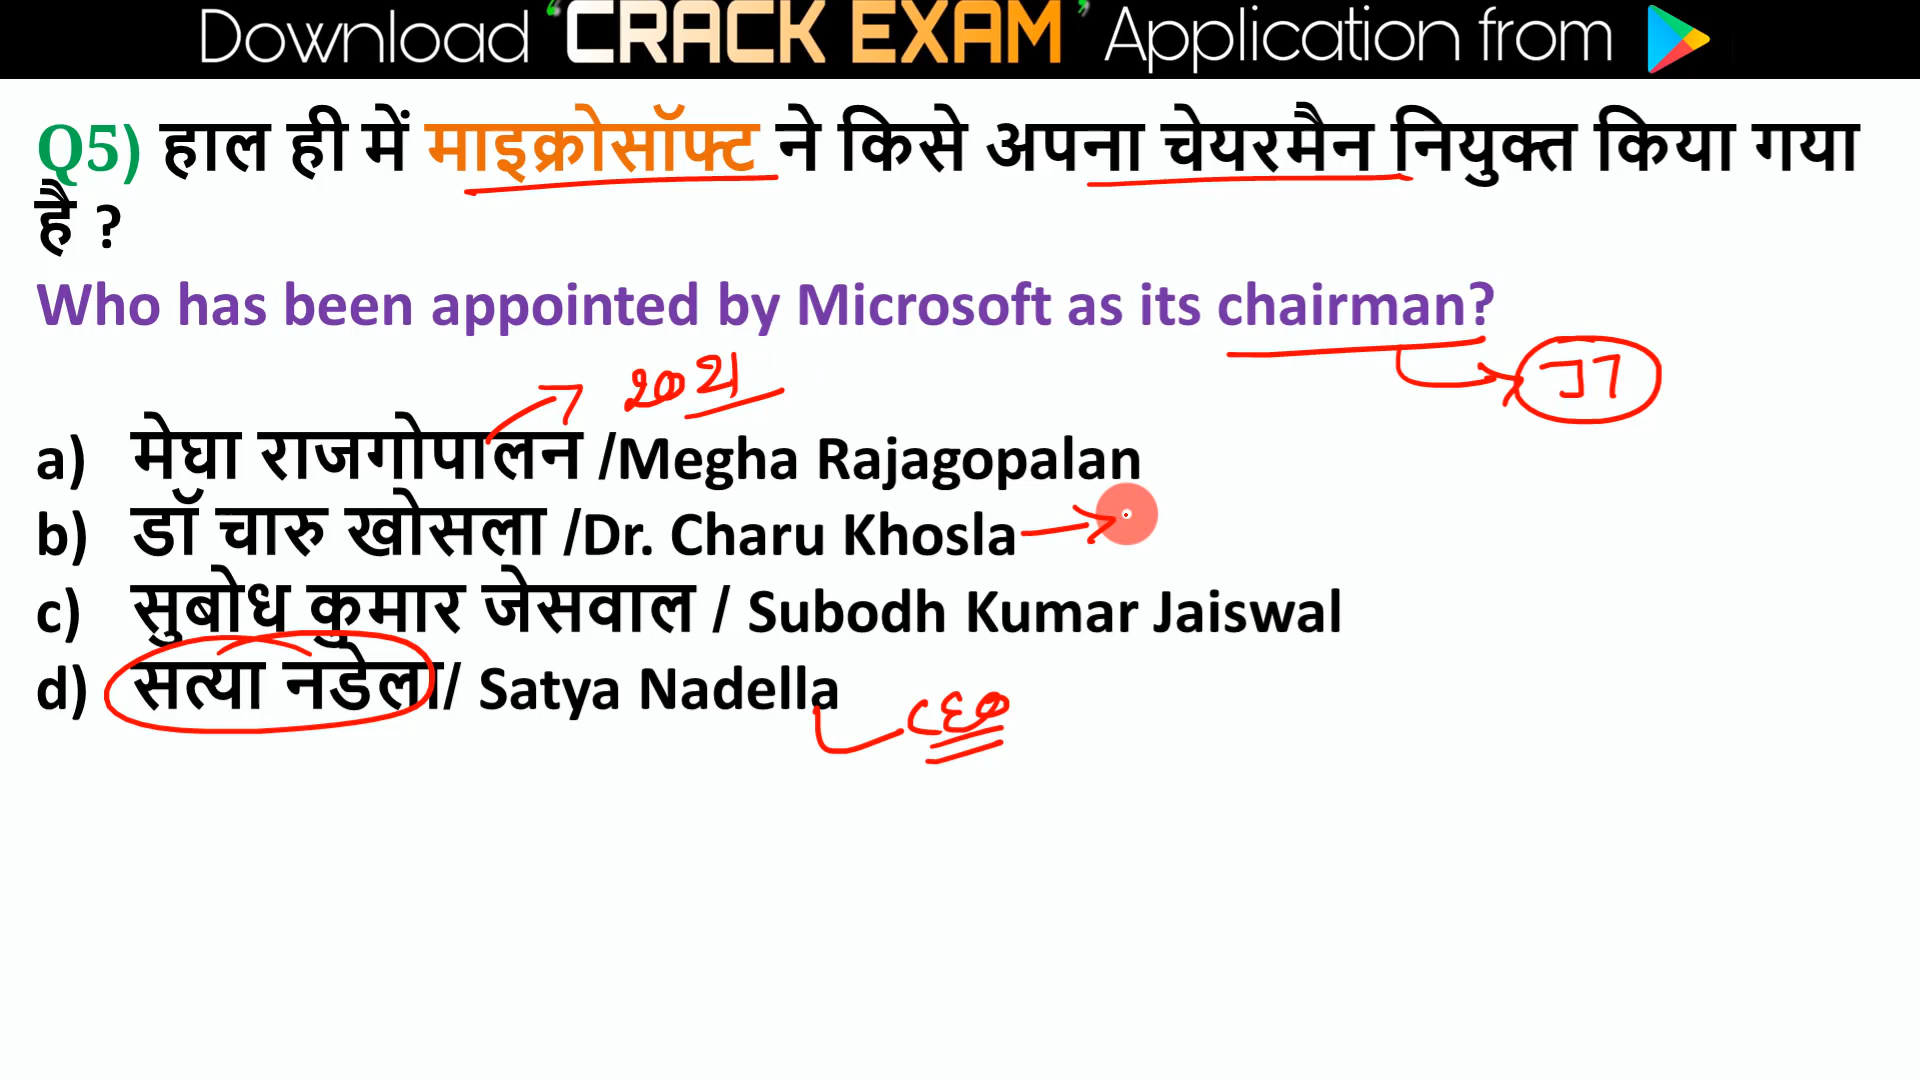 Download ‘CRACK EXAM’ Application from
Q5) हाल ही में माइक्रोसॉफ्ट ने किसे अपना चेयरमैन नियुक्त किया गया
है ?
Who has been appointed by Microsoft as its chairman?
2021
a) मेघा राजगोपालन /Megha Rajagopalan
b) डॉ चारु खोसला /Dr. Charu Khosla
c) सुबोध कुमार जेसवाल / Subodh Kumar Jaiswal
d) सत्या नडेला/ Satya Nadella
CEO